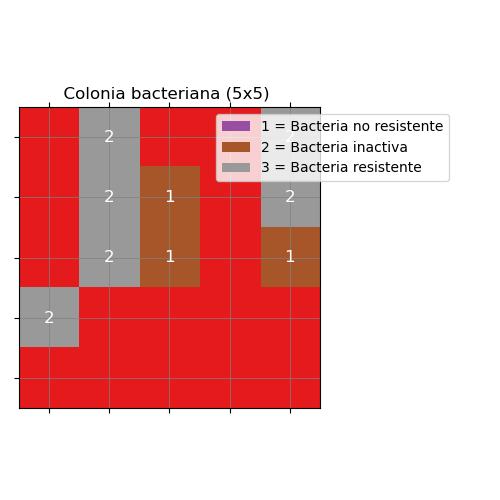 Colonia bacteriana (5x5)
1 = Bacteria no resistente
2 = Bacteria inactiva
3 = Bacteria resistente
2
2 1 2
2 1 1
2